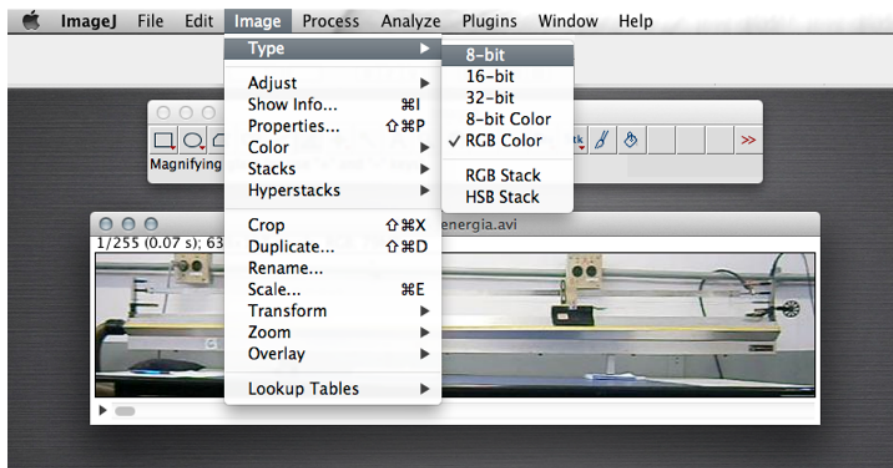 ImageJ File Edit Image Process Analyze Plugins Window Help
Type
8-bit
16-bit
32-bit
8-bit Color
✓ RGB Color
RGB Stack
HSB Stack
Adjust
Show Info... ⌘I
Properties... ⇧⌘P
Color
Stacks
Hyperstacks
Crop ⇧⌘X
Duplicate... ⇧⌘D
Rename...
Scale... ⌘E
Transform
Zoom
Overlay
Lookup Tables
Magnifying
>>
energia.avi
1/255 (0.07 s); 63